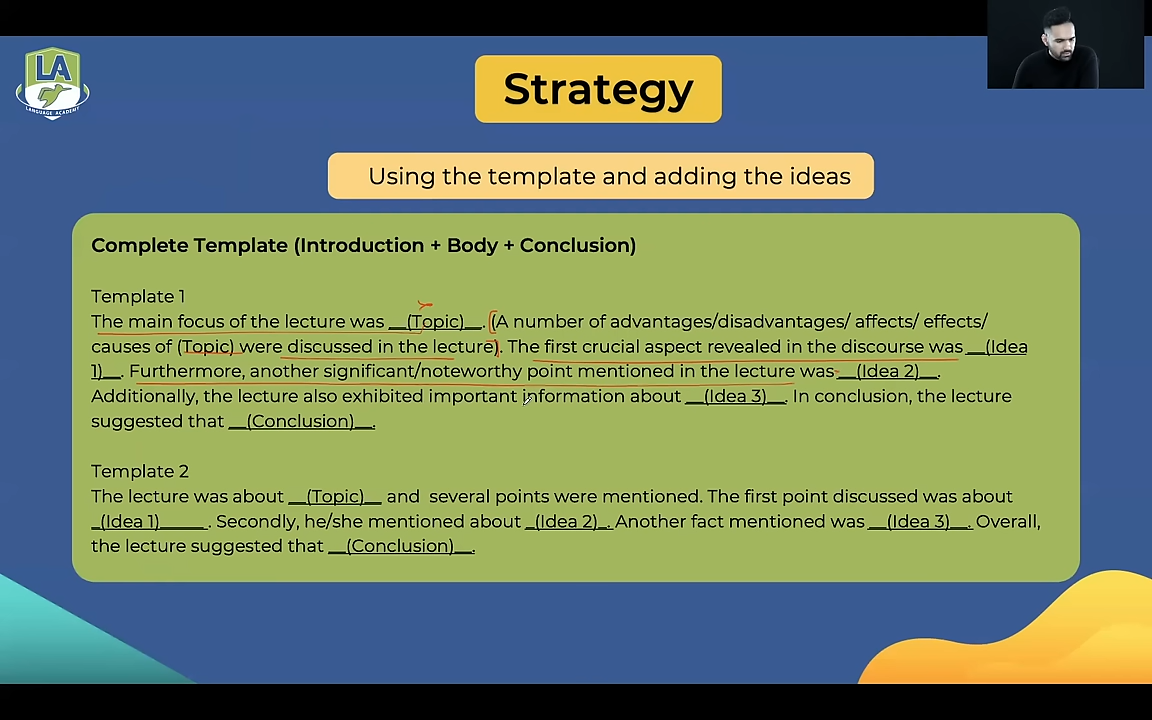 LA
LANGUAGE ACADEMY
Strategy
Using the template and adding the ideas
Complete Template (Introduction + Body + Conclusion)
Template 1
The main focus of the lecture was __(Topic)__. (A number of advantages/disadvantages/ affects/ effects/
causes of (Topic) were discussed in the lecture). The first crucial aspect revealed in the discourse was __(Idea
1)__. Furthermore, another significant/noteworthy point mentioned in the lecture was __(Idea 2)__.
Additionally, the lecture also exhibited important information about __(Idea 3)__. In conclusion, the lecture
suggested that __(Conclusion)__.
Template 2
The lecture was about __(Topic)__ and several points were mentioned. The first point discussed was about
_(Idea 1)_____ . Secondly, he/she mentioned about _(Idea 2)_. Another fact mentioned was __(Idea 3)__. Overall,
the lecture suggested that __(Conclusion)__.